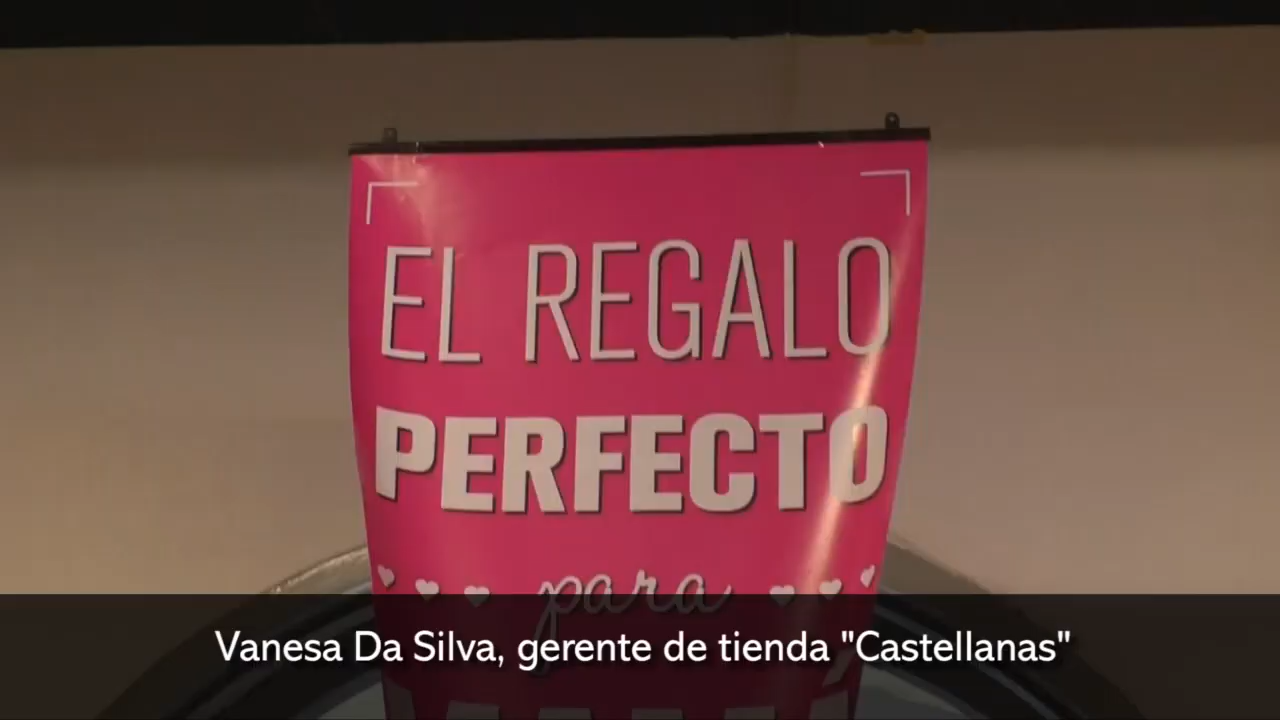 EL REGALO
PERFECTO
para
Vanesa Da Silva, gerente de tienda "Castellanas"